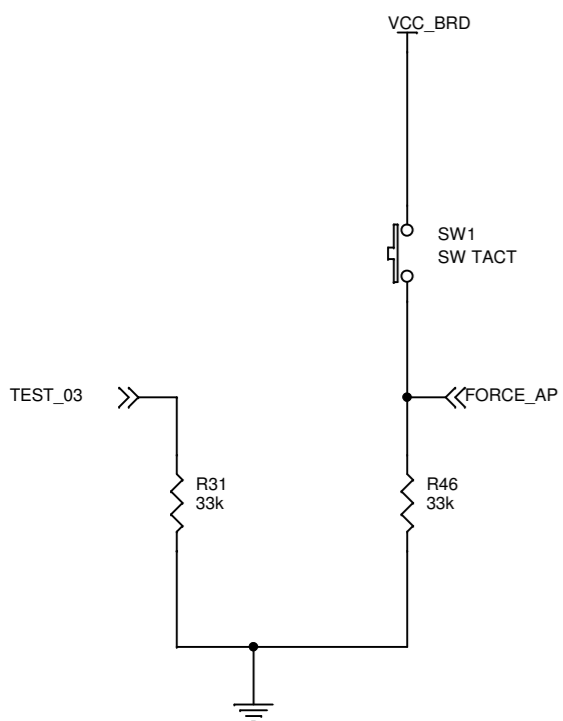 VCC_BRD
SW1
SW TACT
TEST_03
FORCE_AP
R31
33k
R46
33k